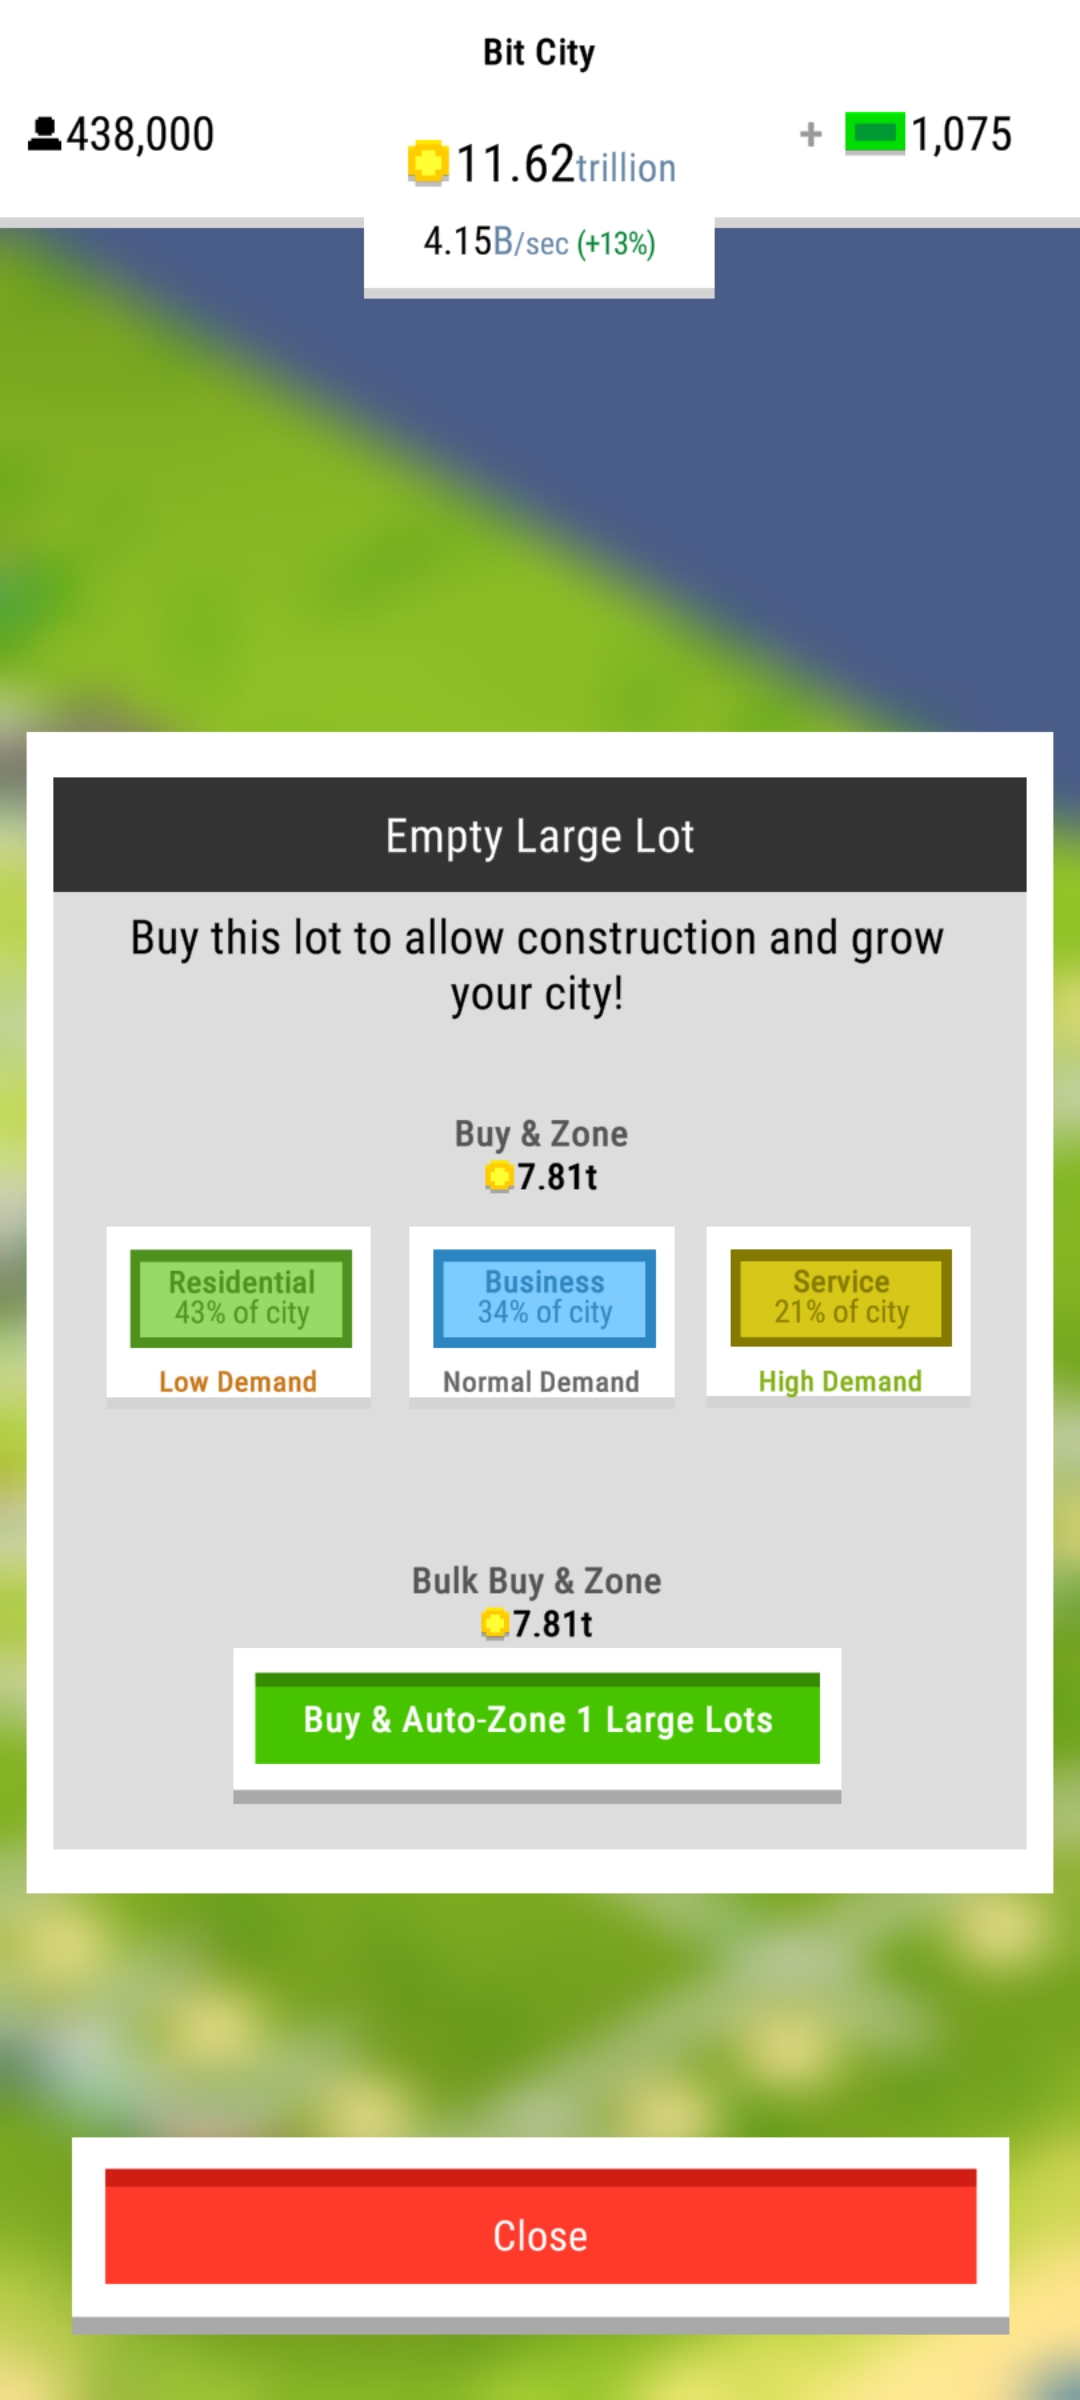 Bit City
438,000
11.62trillion
+ 1,075
4.15B/sec (+13%)
Empty Large Lot
Buy this lot to allow construction and grow
your city!
Buy & Zone
7.81t
Residential
43% of city
Low Demand
Business
34% of city
Normal Demand
Service
21% of city
High Demand
Bulk Buy & Zone
7.81t
Buy & Auto-Zone 1 Large Lots
Close